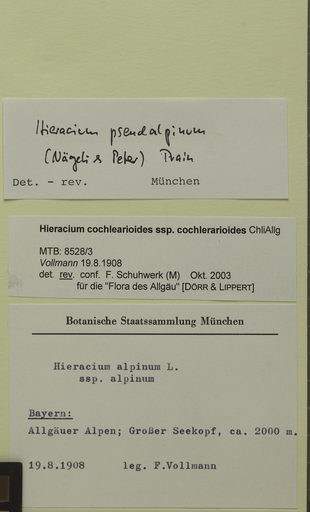 Hieracium pseudalpinum
(Nägeli & Peter) Prain
Det. - rev. München
Hieracium cochlearioides ssp. cochlerarioides ChliAllg
MTB: 8528/3
Vollmann 19.8.1908
det. rev. conf. F. Schuhwerk (M) Okt. 2003
für die "Flora des Allgäu" [DÖRR & LIPPERT]
Botanische Staatssammlung München
Hieracium alpinum L.
ssp. alpinum
Bayern:
Allgäuer Alpen; Großer Seekopf, ca. 2000 m.
19.8.1908 leg. F.Vollmann